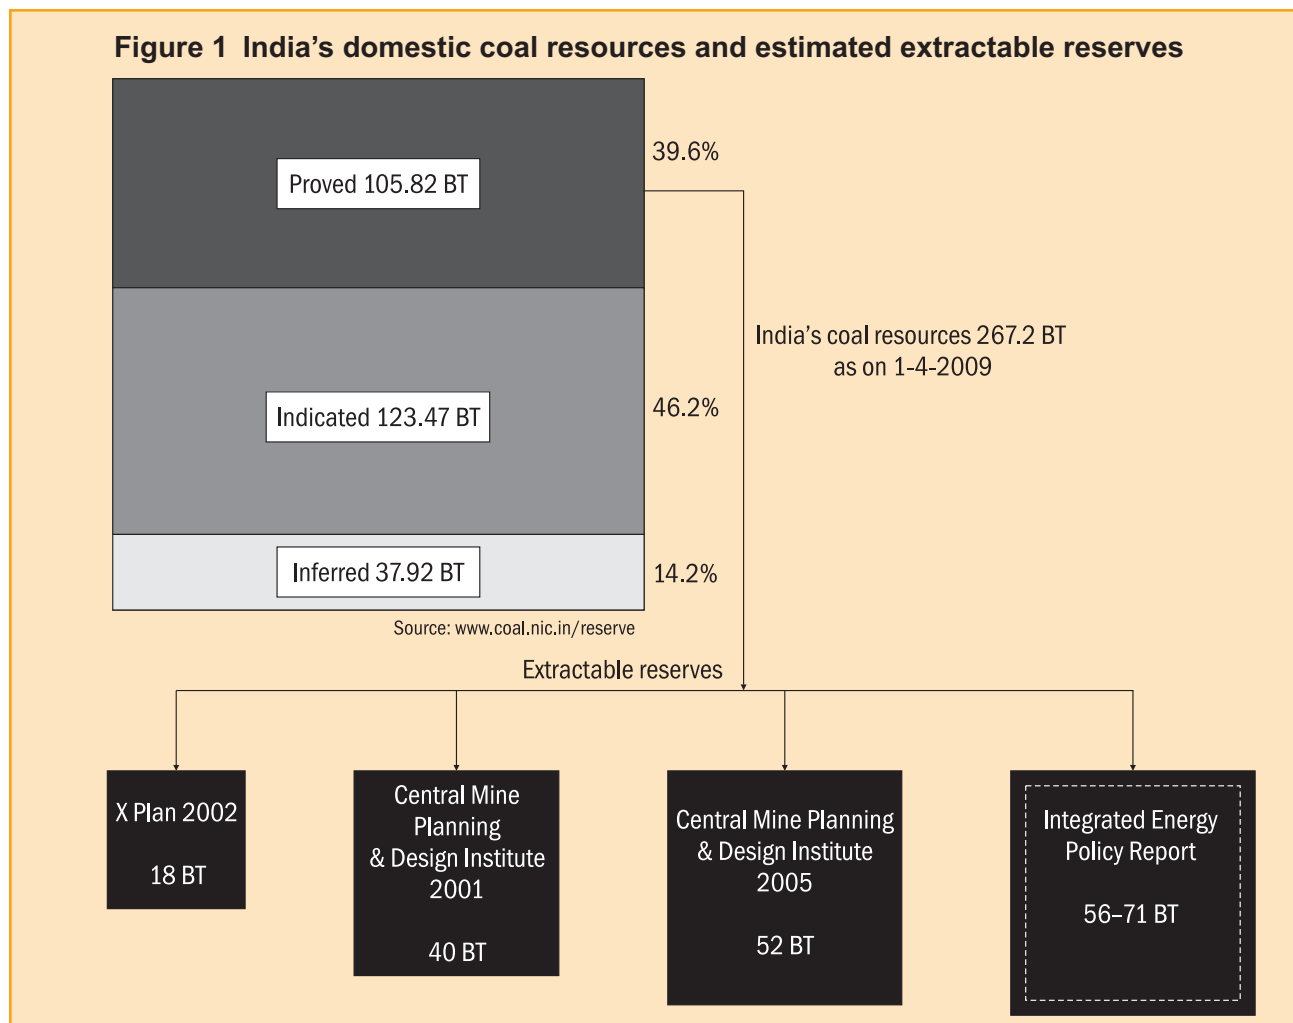 Figure 1 India’s domestic coal resources and estimated extractable reserves
39.6%
Proved 105.82 BT
India’s coal resources 267.2 BT
as on 1-4-2009
46.2%
Indicated 123.47 BT
Inferred 37.92 BT
14.2%
Source: www.coal.nic.in/reserve
Extractable reserves
X Plan 2002
18 BT
Central Mine
Planning
& Design Institute
2001
40 BT
Central Mine Planning
& Design Institute
2005
52 BT
Integrated Energy
Policy Report
56–71 BT